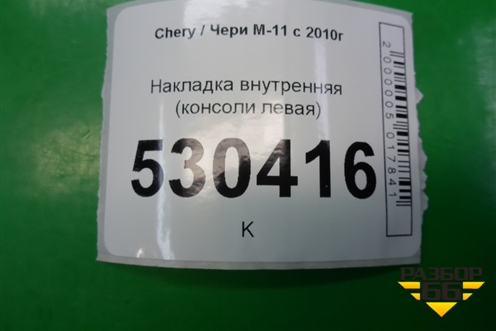 Chery / Чери М-11 с 2010г
Накладка внутренняя
(консоли левая)
530416
К
2000005017841
РАЗБОР
66